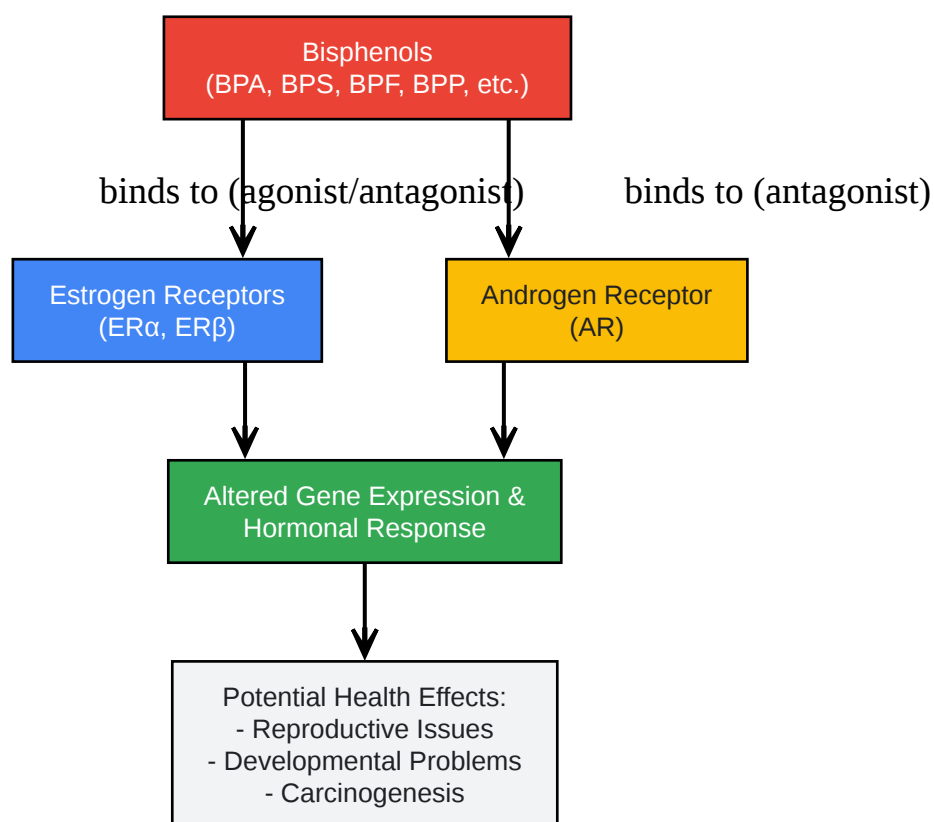 Bisphenols
(BPA, BPS, BPF, BPP, etc.)
binds to (agonist/antagonist)
binds to (antagonist)
Estrogen Receptors
(ERα, ERβ)
Androgen Receptor
(AR)
Altered Gene Expression &
Hormonal Response
Potential Health Effects:
- Reproductive Issues
- Developmental Problems
- Carcinogenesis